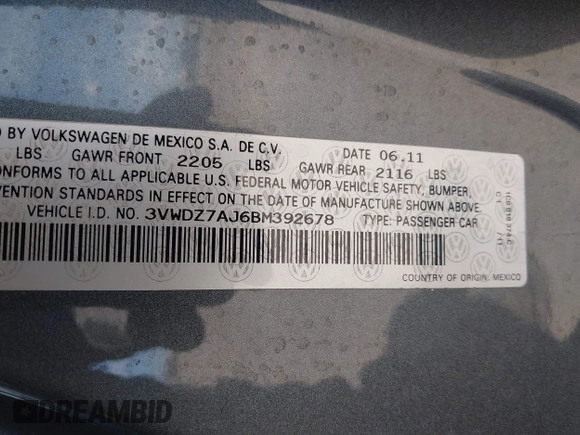 D BY VOLKSWAGEN DE MEXICO S.A. DE C.V. DATE 06.11
LBS GAWR FRONT 2205 LBS GAWR REAR 2116 LBS
CONFORMS TO ALL APPLICABLE U.S. FEDERAL MOTOR VEHICLE SAFETY, BUMPER,
VENTION STANDARDS IN EFFECT ON THE DATE OF MANUFACTURE SHOWN ABOVE.
VEHICLE I.D. NO. 3VWDZ7AJ6BM392678 TYPE: PASSENGER CAR
COUNTRY OF ORIGIN: MEXICO
DREAMBID